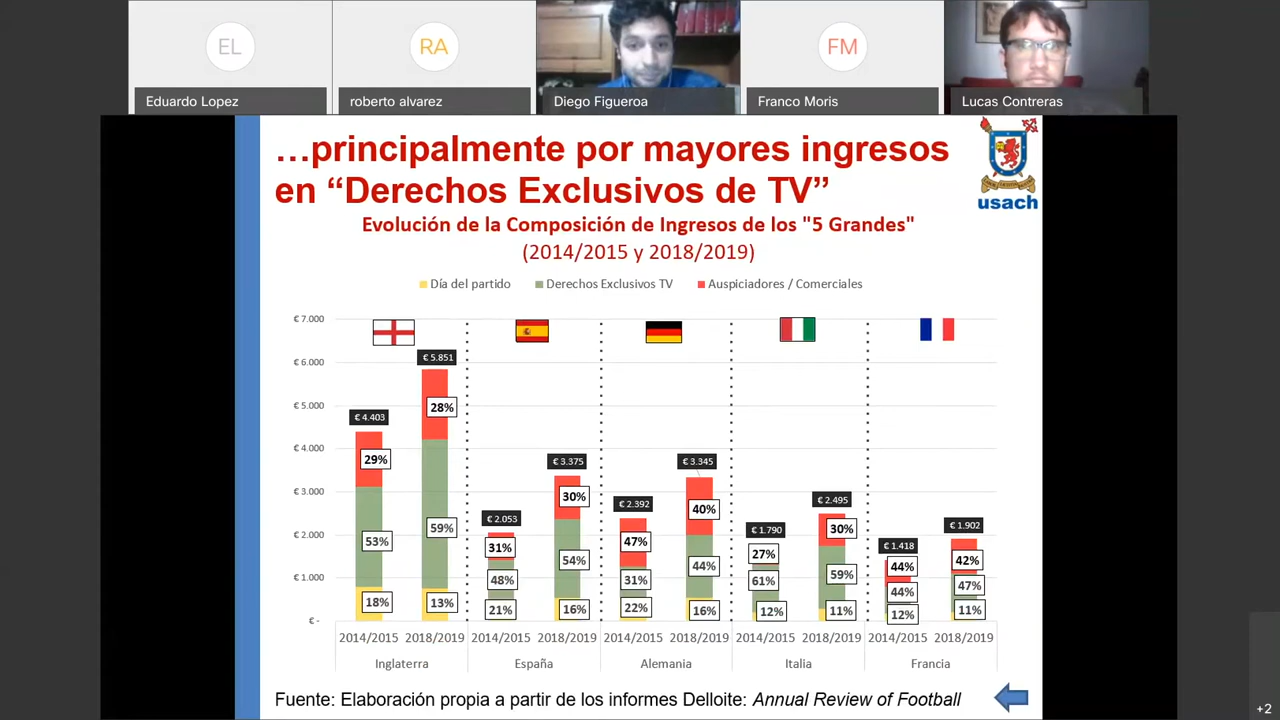 EL
RA
FM
Eduardo Lopez
roberto alvarez
Diego Figueroa
Franco Moris
Lucas Contreras
…principalmente por mayores ingresos
en “Derechos Exclusivos de TV”
usach
Evolución de la Composición de Ingresos de los "5 Grandes"
(2014/2015 y 2018/2019)
Día del partido
Derechos Exclusivos TV
Auspiciadores / Comerciales
€ 7.000
€ 6.000
€ 5.000
€ 4.000
€ 3.000
€ 2.000
€ 1.000
€ -
€ 4.403
29%
53%
18%
€ 5.851
28%
59%
13%
€ 2.053
31%
48%
21%
€ 3.375
30%
54%
16%
€ 2.392
47%
31%
22%
€ 3.345
40%
44%
16%
€ 1.790
27%
61%
12%
€ 2.495
30%
59%
11%
€ 1.418
44%
44%
12%
€ 1.902
42%
47%
11%
2014/2015 2018/2019 2014/2015 2018/2019 2014/2015 2018/2019 2014/2015 2018/2019 2014/2015 2018/2019
Inglaterra España Alemania Italia Francia
Fuente: Elaboración propia a partir de los informes Delloite: Annual Review of Football
+2